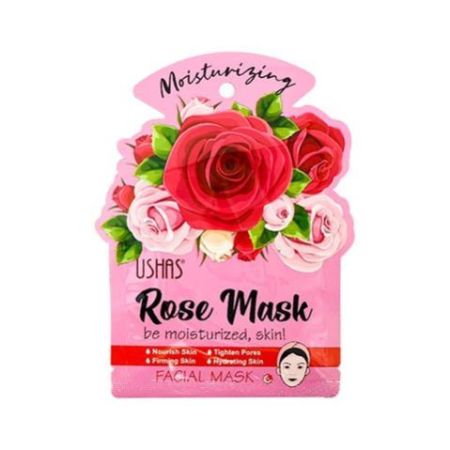 Moisturizing
USHAS®
Rose Mask
be moisturized, skin!
Nourish Skin Tighten Pores
Firming Skin Hydrating Skin
FACIAL MASK